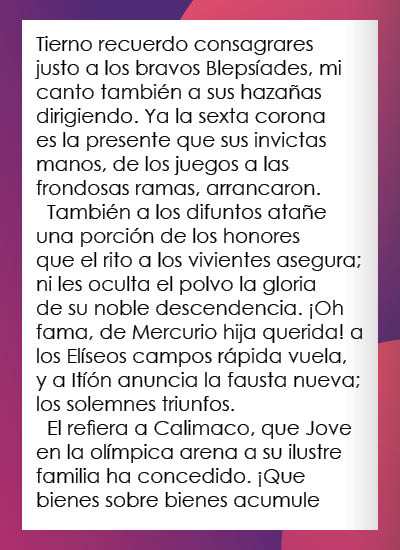 Tierno recuerdo consagrares
justo a los bravos Blepsíades, mi
canto también a sus hazañas
dirigiendo. Ya la sexta corona
es la presente que sus invictas
manos, de los juegos a las
frondosas ramas, arrancaron.
También a los difuntos atañe
una porción de los honores
que el rito a los vivientes asegura;
ni les oculta el polvo la gloria
de su noble descendencia. ¡Oh
fama, de Mercurio hija querida! a
los Elíseos campos rápida vuela,
y a Itfón anuncia la fausta nueva;
los solemnes triunfos.
El refiera a Calimaco, que Jove
en la olímpica arena a su ilustre
familia ha concedido. ¡Que
bienes sobre bienes acumule